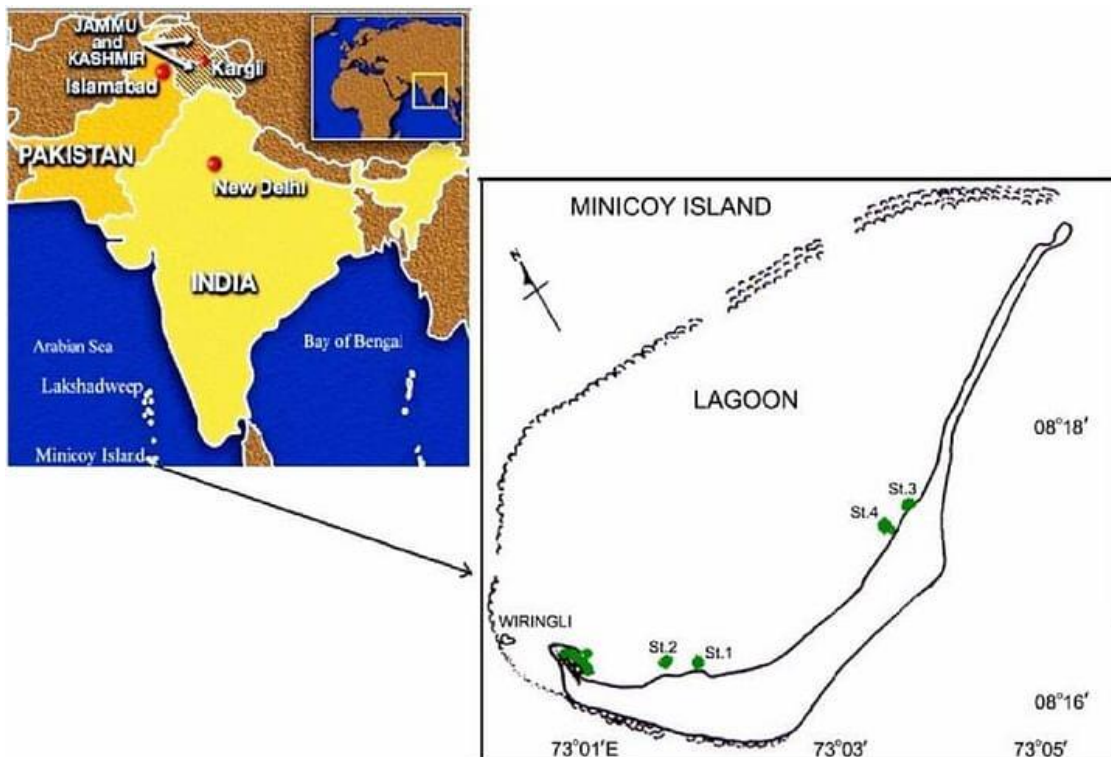 JAMMU
and
KASHMIR
Kargil
Islamabad
PAKISTAN
New Delhi
INDIA
Arabian Sea
Bay of Bengal
Lakshadweep
Minicoy Island
MINICOY ISLAND
N
LAGOON
08°18'
St.3
St.4
WIRINGLI
St.2
St.1
08°16'
73°01'E
73°03'
73°05'